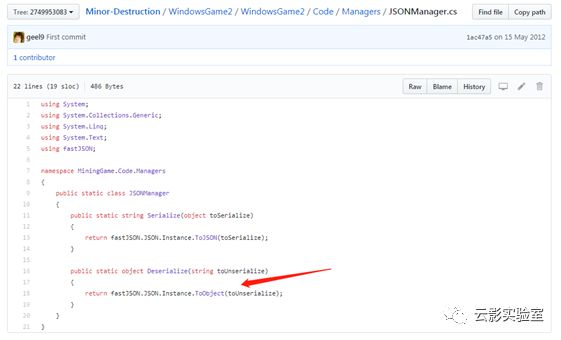 Tree: 2749953083 Minor-Destruction / WindowsGame2 / WindowsGame2 / Code / Managers / JSONManager.cs Find file Copy path
geel9 First commit 1ac47a5 on 15 May 2012
1 contributor
22 lines (19 sloc) 486 Bytes Raw Blame History
1 using System;
2 using System.Collections.Generic;
3 using System.Linq;
4 using System.Text;
5 using fastJSON;
6
7 namespace MiningGame.Code.Managers
8 {
9 public static class JSONManager
10 {
11 public static string Serialize(object toSerialize)
12 {
13 return fastJSON.JSON.Instance.ToJSON(toSerialize);
14 }
15
16 public static object Deserialize(string toUnserialize)
17 {
18 return fastJSON.JSON.Instance.ToObject(toUnserialize);
19 }
20 }
21 }
云影实验室